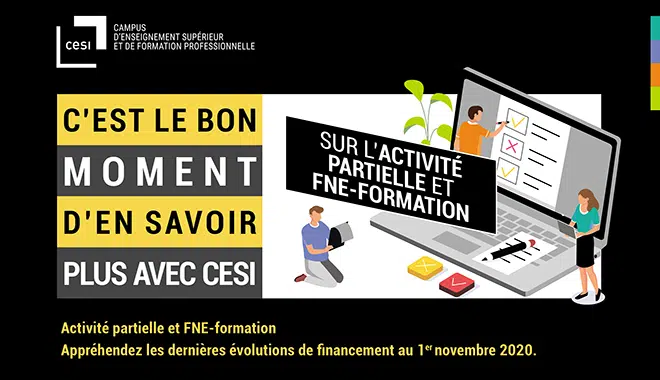 cesi
CAMPUS
D'ENSEIGNEMENT SUPÉRIEUR
ET DE FORMATION PROFESSIONNELLE
C'EST LE BON
MOMENT
D'EN SAVOIR
PLUS AVEC CESI
SUR L'ACTIVITÉ
PARTIELLE ET
FNE-FORMATION
Activité partielle et FNE-formation
Appréhendez les dernières évolutions de financement au 1er novembre 2020.